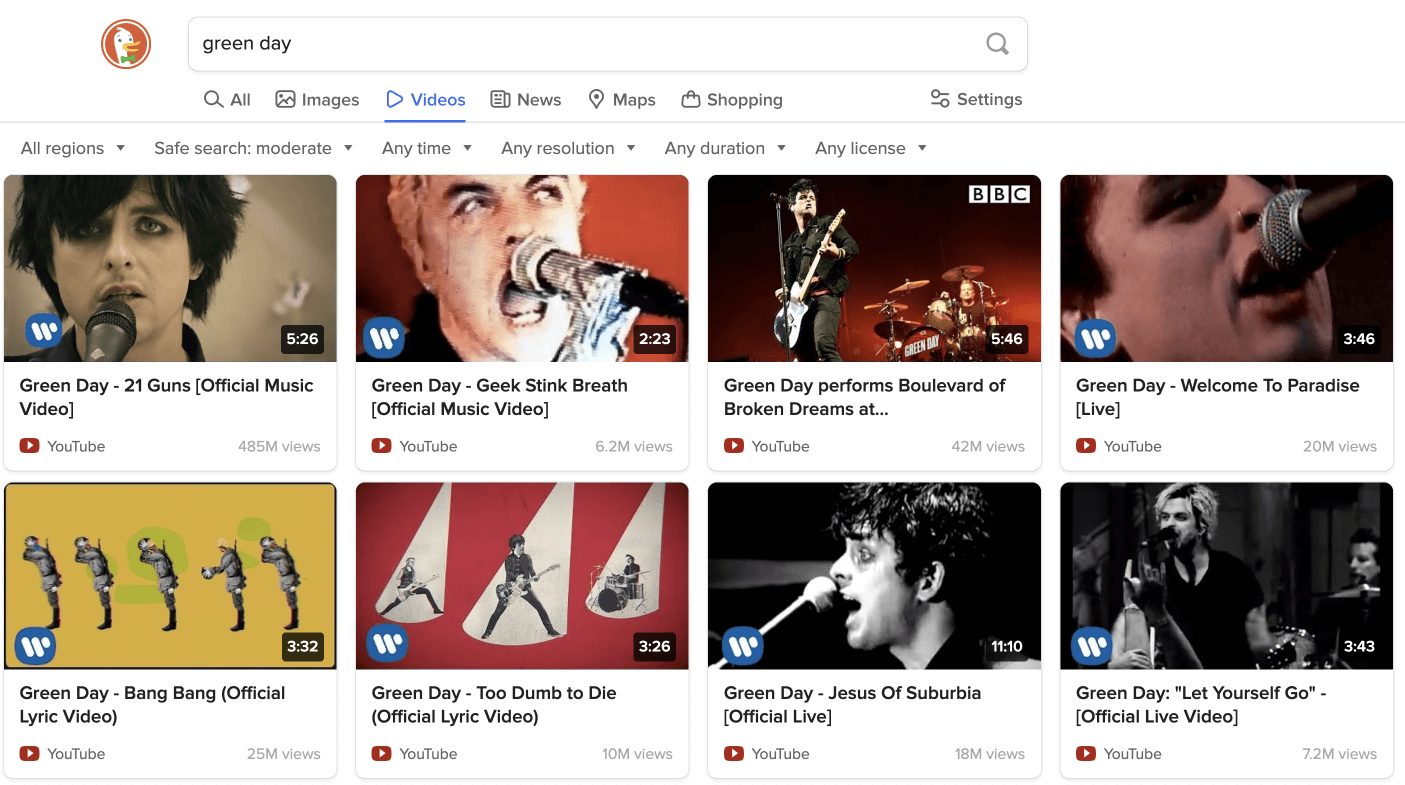 green day
All Images Videos News Maps Shopping Settings
All regions Safe search: moderate Any time Any resolution Any duration Any license
BBC
5:26
2:23
GREEN DAY
5:46
3:46
Green Day - 21 Guns [Official Music
Video]
YouTube 485M views
Green Day - Geek Stink Breath
[Official Music Video]
YouTube 6.2M views
Green Day performs Boulevard of
Broken Dreams at...
YouTube 42M views
Green Day - Welcome To Paradise
[Live]
YouTube 20M views
3:32
3:26
11:10
3:43
Green Day - Bang Bang (Official
Lyric Video)
YouTube 25M views
Green Day - Too Dumb to Die
(Official Lyric Video)
YouTube 10M views
Green Day - Jesus Of Suburbia
[Official Live]
YouTube 18M views
Green Day: "Let Yourself Go" -
[Official Live Video]
YouTube 7.2M views